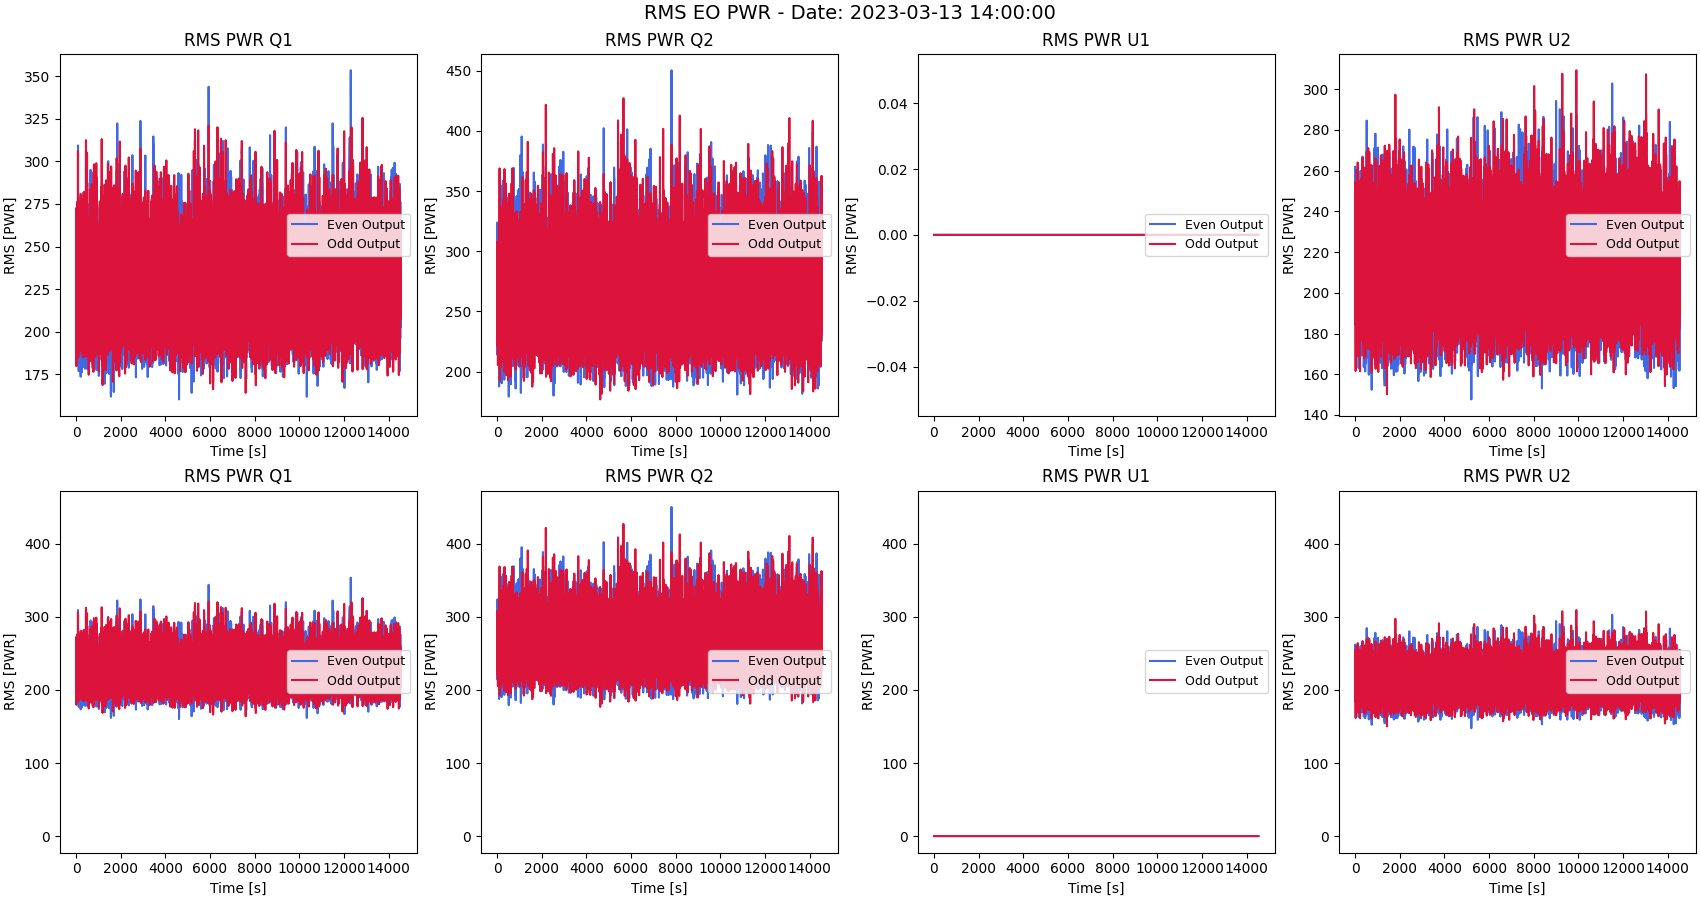 RMS EO PWR - Date: 2023-03-13 14:00:00
RMS PWR Q1
RMS PWR Q2
RMS PWR U1
RMS PWR U2
RMS [PWR]
350
325
300
275
250
225
200
175
Even Output
Odd Output
0 2000 4000 6000 8000 10000 12000 14000
Time [s]
RMS [PWR]
450
400
350
300
250
200
Even Output
Odd Output
0 2000 4000 6000 8000 10000 12000 14000
Time [s]
RMS [PWR]
0.04
0.02
0.00
−0.02
−0.04
Even Output
Odd Output
0 2000 4000 6000 8000 10000 12000 14000
Time [s]
RMS [PWR]
300
280
260
240
220
200
180
160
140
Even Output
Odd Output
0 2000 4000 6000 8000 10000 12000 14000
Time [s]
RMS PWR Q1
RMS PWR Q2
RMS PWR U1
RMS PWR U2
RMS [PWR]
400
300
200
100
0
Even Output
Odd Output
0 2000 4000 6000 8000 10000 12000 14000
Time [s]
RMS [PWR]
400
300
200
100
0
Even Output
Odd Output
0 2000 4000 6000 8000 10000 12000 14000
Time [s]
RMS [PWR]
400
300
200
100
0
Even Output
Odd Output
0 2000 4000 6000 8000 10000 12000 14000
Time [s]
RMS [PWR]
400
300
200
100
0
Even Output
Odd Output
0 2000 4000 6000 8000 10000 12000 14000
Time [s]